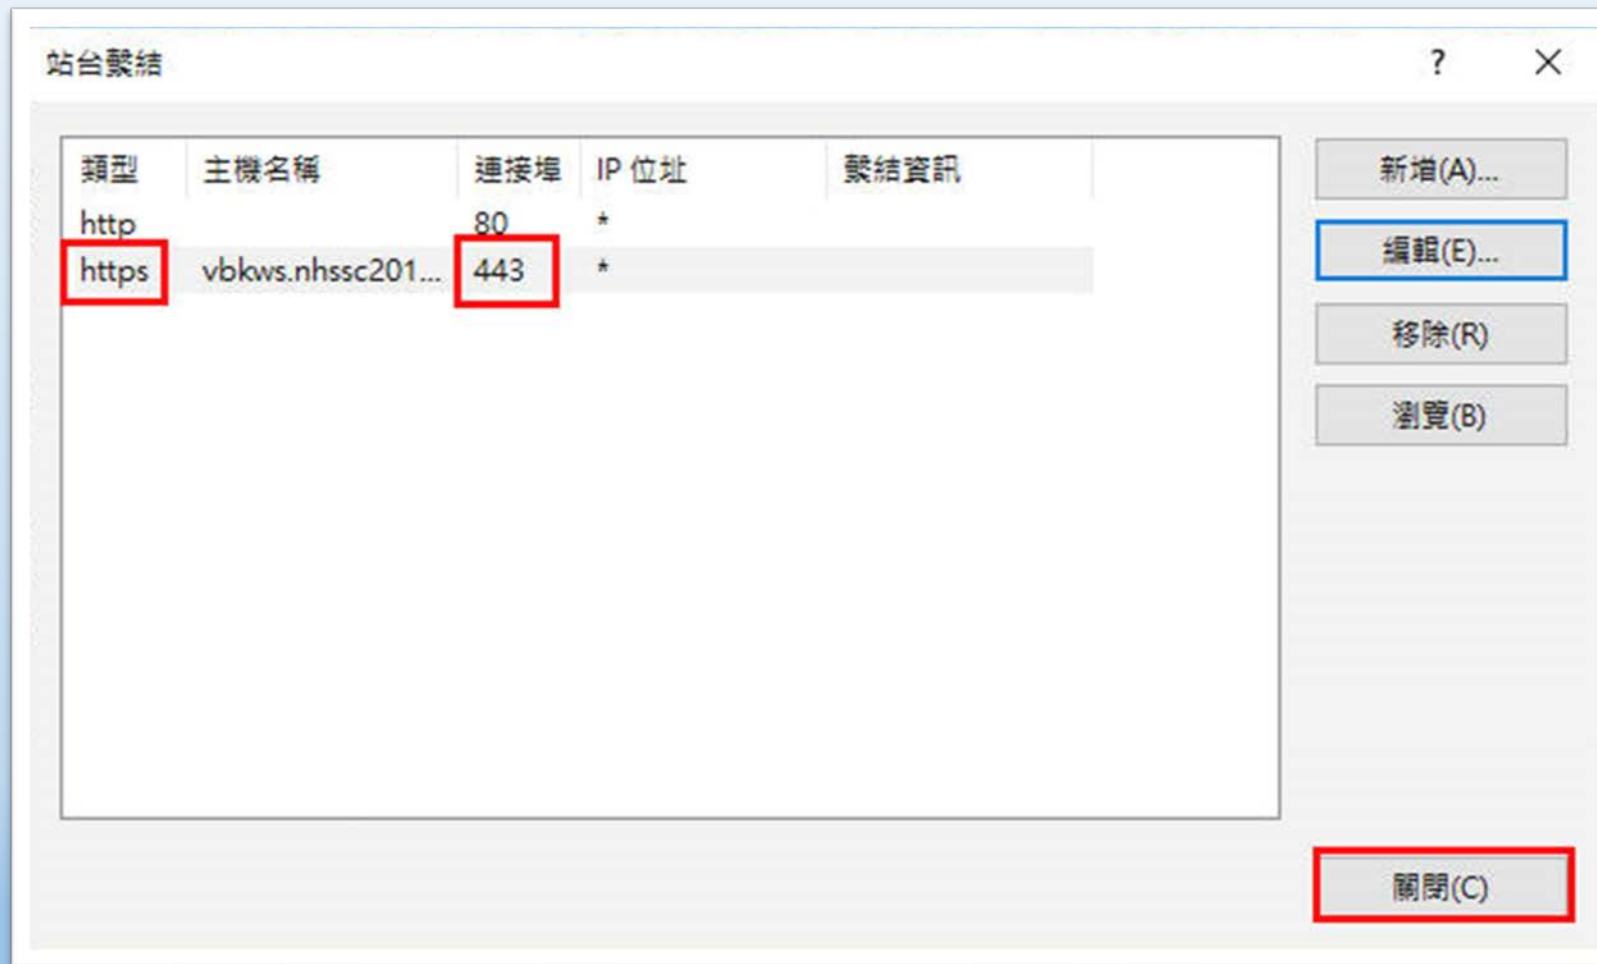 站台繫結 ?
類型 主機名稱 連接埠 IP 位址 繫結資訊
http 80 *
https vbkws.nhssc201... 443 *
新增(A)...
編輯(E)...
移除(R)
瀏覽(B)
關閉(C)